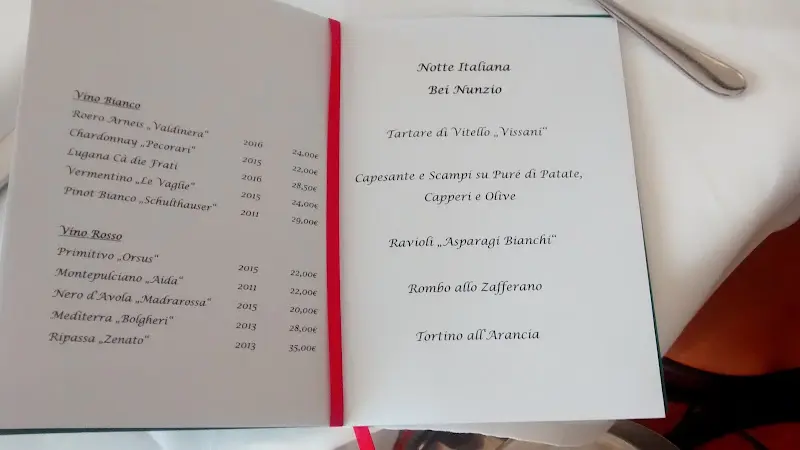 Vino Bianco
Roero Arneis „Valdinera“ 2016 24,00€
Chardonnay „Pecorari“ 2015 22,00€
Lugana Cà die Frati 2016 28,50€
Vermentino „Le Vaglie“ 2015 24,00€
Pinot Bianco „Schulthauser“ 2011 29,00€
Vino Rosso
Primitivo „Orsus“ 2015 22,00€
Montepulciano „Aida“ 2011 22,00€
Nero d'Avola „Madrarossa“ 2015 20,00€
Mediterra „Bolgheri“ 2013 28,00€
Ripassa „Zenato“ 2013 35,00€
Notte Italiana
Bei Nunzio
Tartare di Vitello „Vissani“
Capesante e Scampi su Puré di Patate,
Capperi e Olive
Ravioli „Asparagi Bianchi“
Rombo allo Zafferano
Tortino all'Arancia